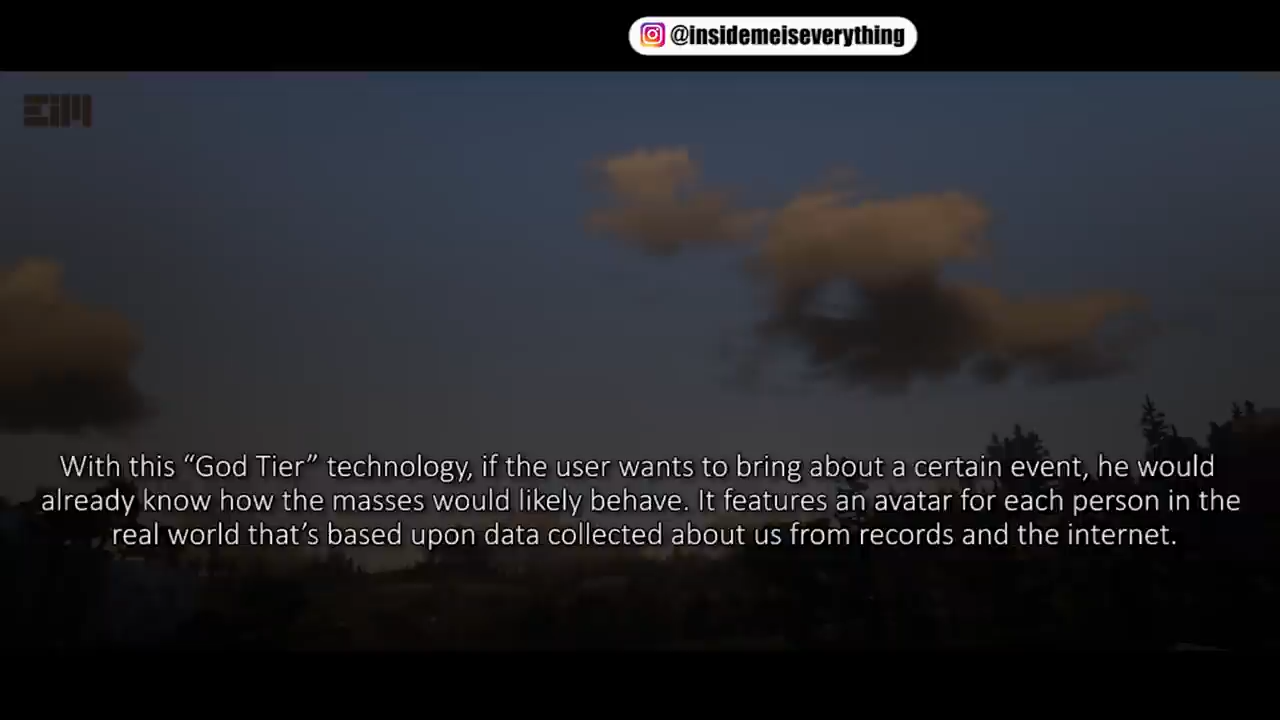 @insidemeiseverything
EIM
With this “God Tier” technology, if the user wants to bring about a certain event, he would
already know how the masses would likely behave. It features an avatar for each person in the
real world that’s based upon data collected about us from records and the internet.